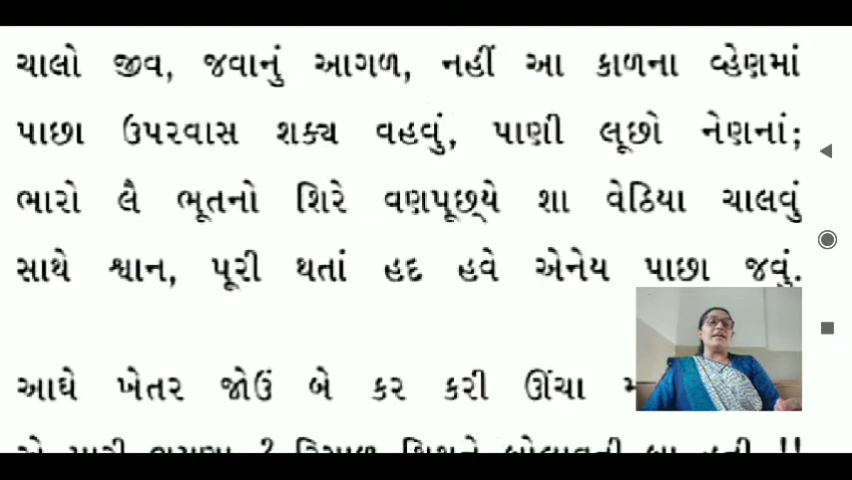 ચાલો જીવ, જવાનું આગળ, નહીં આ કાળના વ્હેણમાં
પાછા ઉપરવાસ શક્ય વહવું, પાણી લૂછો નેણનાં;
ભારો લૈ ભૂતનો શિરે વણપૂછ્યે શા વેઠિયા ચાલવું
સાથે શ્વાન, પૂરી થતાં હદ હવે એનેય પાછા જવું.
આઘે ખેતર જોઉં બે કર કરી ઊંચા